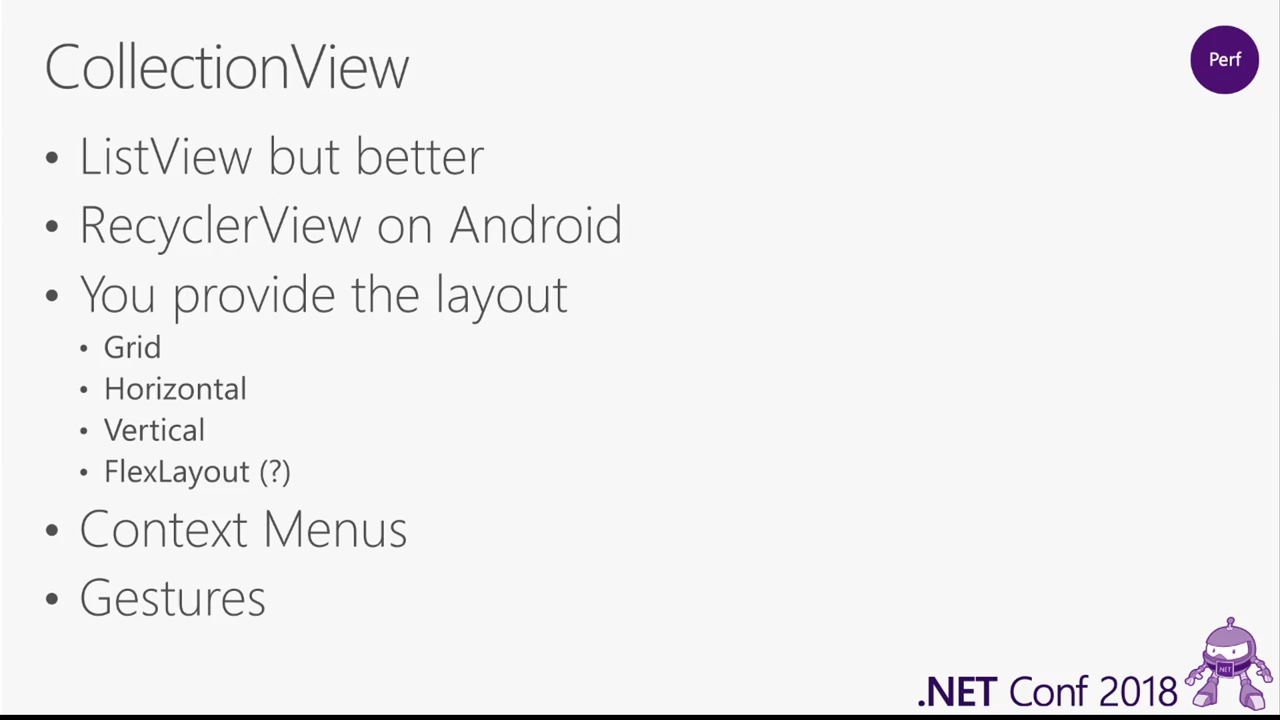 CollectionView
Perf
• ListView but better
• RecyclerView on Android
• You provide the layout
• Grid
• Horizontal
• Vertical
• FlexLayout (?)
• Context Menus
• Gestures
.NET Conf 2018
.NET